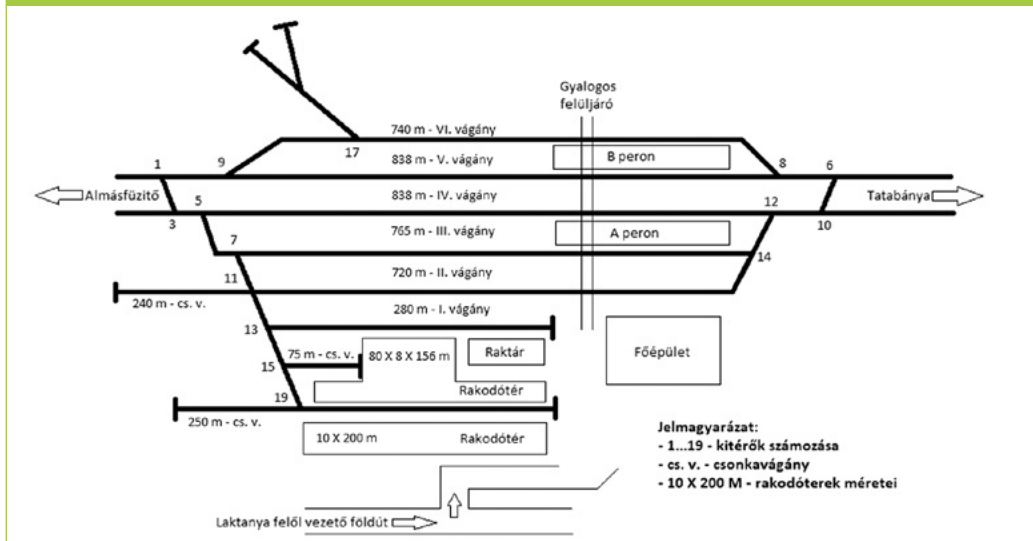 Gyalogos
felüljáró
740 m - VI. vágány
17
1
9
838 m - V. vágány
B peron
8
6
Almásfüzitő
5
838 m - IV. vágány
12
Tatabánya
3
10
765 m - III. vágány
A peron
7
14
11
720 m - II. vágány
240 m - cs. v.
280 m - I. vágány
13
75 m - cs. v.
80 X 8 X 156 m
Raktár
Főépület
15
19
Rakodótér
250 m - cs. v.
10 X 200 m
Rakodótér
Jelmagyarázat:
- 1...19 - kitérők számozása
- cs. v. - csonkavágány
- 10 X 200 M - rakodóterek méretei
Laktanya felől vezető földút